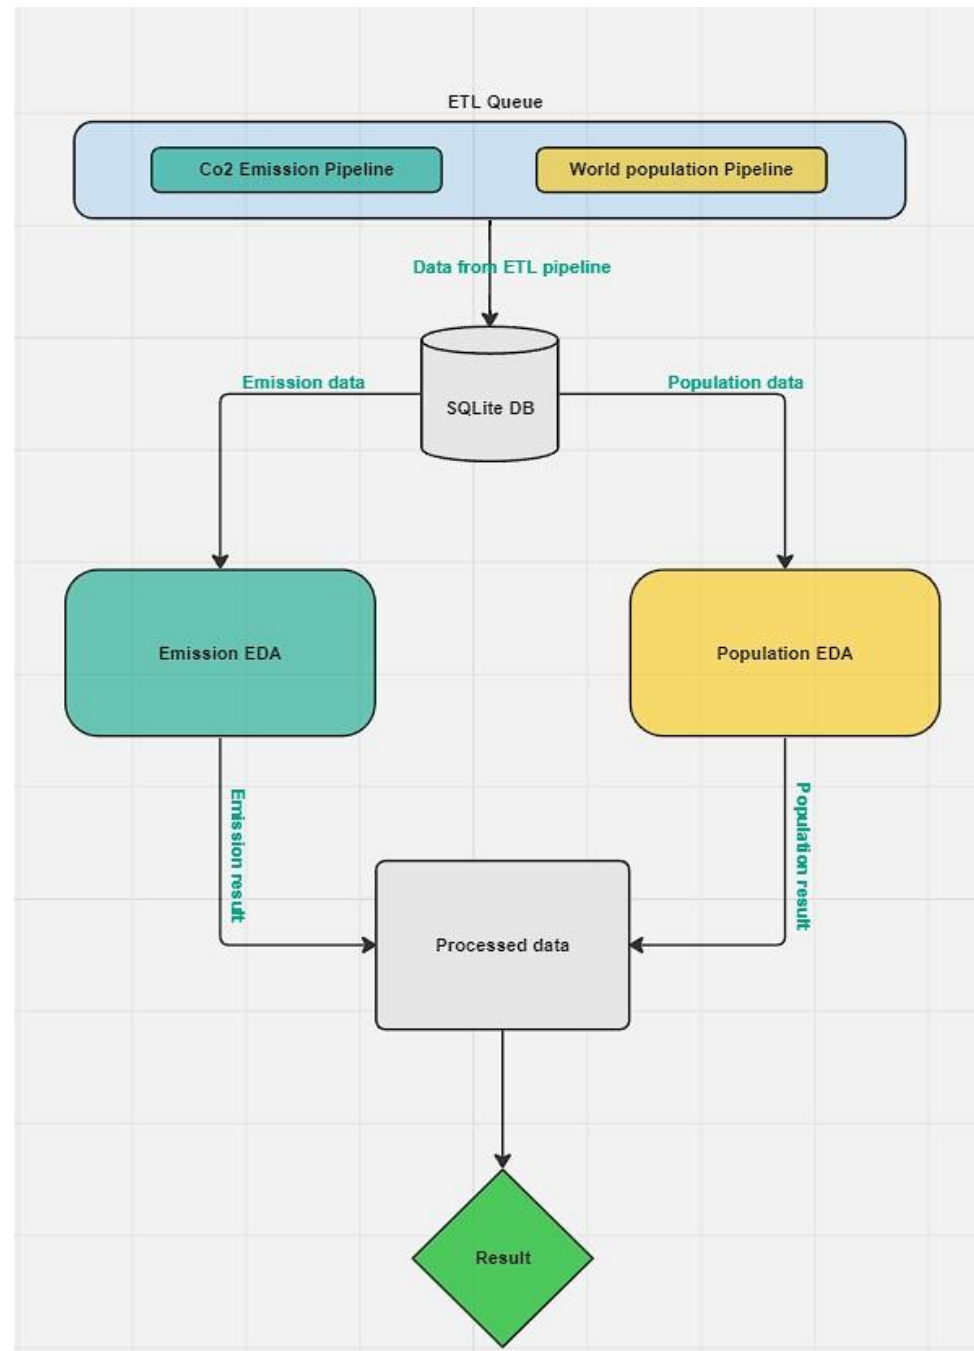 ETL Queue
Co2 Emission Pipeline
World population Pipeline
Data from ETL pipeline
Emission data
Population data
SQLite DB
Emission EDA
Population EDA
Emission result
Population result
Processed data
Result